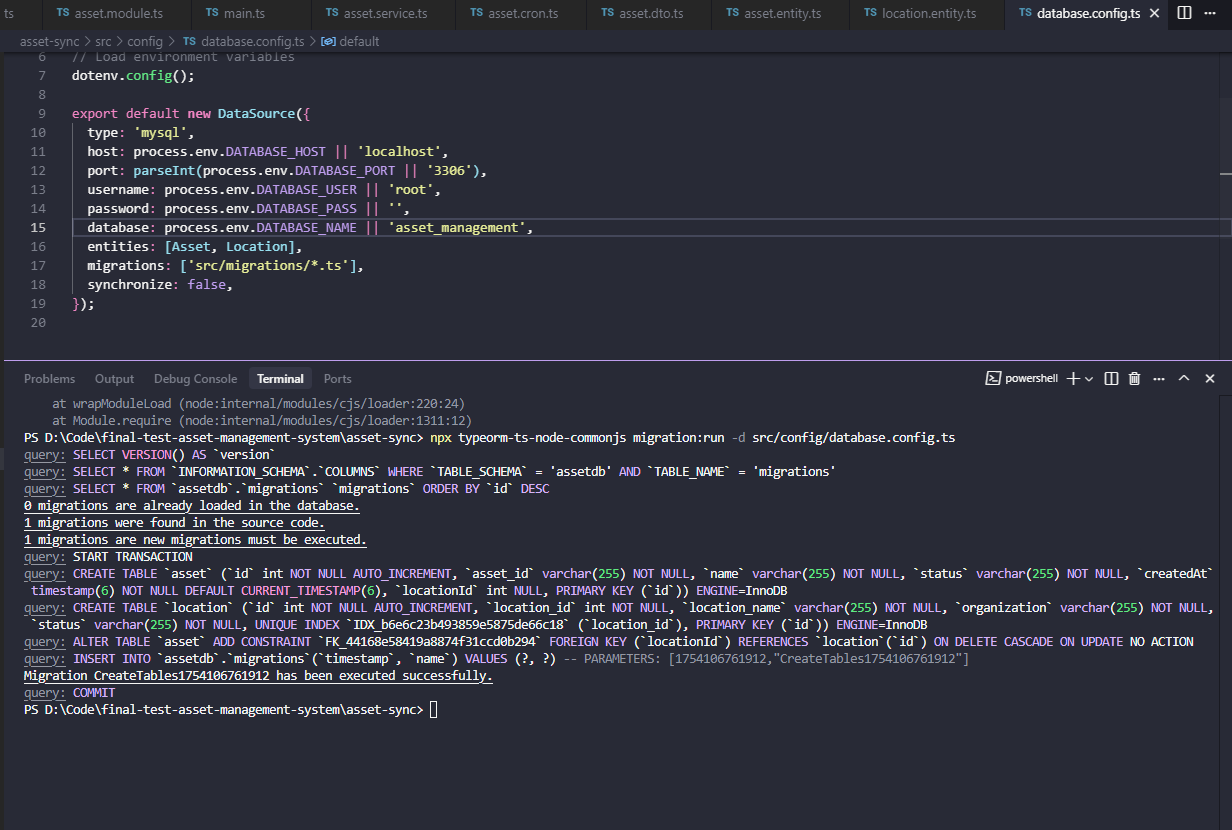 ts TS asset.module.ts TS main.ts TS asset.service.ts TS asset.cron.ts TS asset.dto.ts TS asset.entity.ts TS location.entity.ts TS database.config.ts
asset-sync > src > config > TS database.config.ts > default
6 // Load environment variables
7 dotenv.config();
8
9 export default new DataSource({
10 type: 'mysql',
11 host: process.env.DATABASE_HOST || 'localhost',
12 port: parseInt(process.env.DATABASE_PORT || '3306'),
13 username: process.env.DATABASE_USER || 'root',
14 password: process.env.DATABASE_PASS || '',
15 database: process.env.DATABASE_NAME || 'asset_management',
16 entities: [Asset, Location],
17 migrations: ['src/migrations/*.ts'],
18 synchronize: false,
19 });
20
Problems Output Debug Console Terminal Ports powershell
at wrapModuleLoad (node:internal/modules/cjs/loader:220:24)
at Module.require (node:internal/modules/cjs/loader:1311:12)
PS D:\Code\final-test-asset-management-system\asset-sync> npx typeorm-ts-node-commonjs migration:run -d src/config/database.config.ts
query: SELECT VERSION() AS `version`
query: SELECT * FROM `INFORMATION_SCHEMA`.`COLUMNS` WHERE `TABLE_SCHEMA` = 'assetdb' AND `TABLE_NAME` = 'migrations'
query: SELECT * FROM `assetdb`.`migrations` `migrations` ORDER BY `id` DESC
0 migrations are already loaded in the database.
1 migrations were found in the source code.
1 migrations are new migrations must be executed.
query: START TRANSACTION
query: CREATE TABLE `asset` (`id` int NOT NULL AUTO_INCREMENT, `asset_id` varchar(255) NOT NULL, `name` varchar(255) NOT NULL, `status` varchar(255) NOT NULL, `createdAt`
timestamp(6) NOT NULL DEFAULT CURRENT_TIMESTAMP(6), `locationId` int NULL, PRIMARY KEY (`id`)) ENGINE=InnoDB
query: CREATE TABLE `location` (`id` int NOT NULL AUTO_INCREMENT, `location_id` int NOT NULL, `location_name` varchar(255) NOT NULL, `organization` varchar(255) NOT NULL,
`status` varchar(255) NOT NULL, UNIQUE INDEX `IDX_b6e6c23b493859e5875de66c18` (`location_id`), PRIMARY KEY (`id`)) ENGINE=InnoDB
query: ALTER TABLE `asset` ADD CONSTRAINT `FK_44168e58419a8874f31ccd0b294` FOREIGN KEY (`locationId`) REFERENCES `location`(`id`) ON DELETE CASCADE ON UPDATE NO ACTION
query: INSERT INTO `assetdb`.`migrations`(`timestamp`, `name`) VALUES (?, ?) -- PARAMETERS: [1754106761912,"CreateTables1754106761912"]
Migration CreateTables1754106761912 has been executed successfully.
query: COMMIT
PS D:\Code\final-test-asset-management-system\asset-sync>